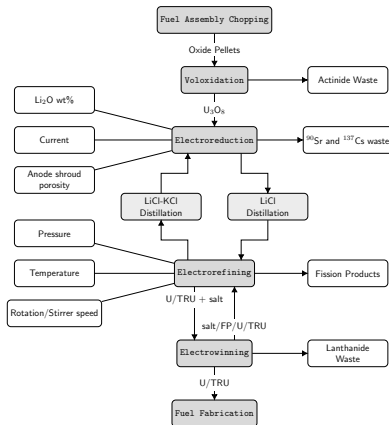 Fuel Assembly Chopping
Oxide Pellets
Voloxidation
Actinide Waste
U₃O₈
Li₂O wt%
Current
Electroreduction
⁹⁰Sr and ¹³⁷Cs waste
Anode shroud
porosity
LiCl-KCl
Distillation
LiCl
Distillation
Pressure
Temperature
Electrorefining
Fission Products
Rotation/Stirrer speed
U/TRU + salt
salt/FP/U/TRU
Electrowinning
Lanthanide
Waste
U/TRU
Fuel Fabrication